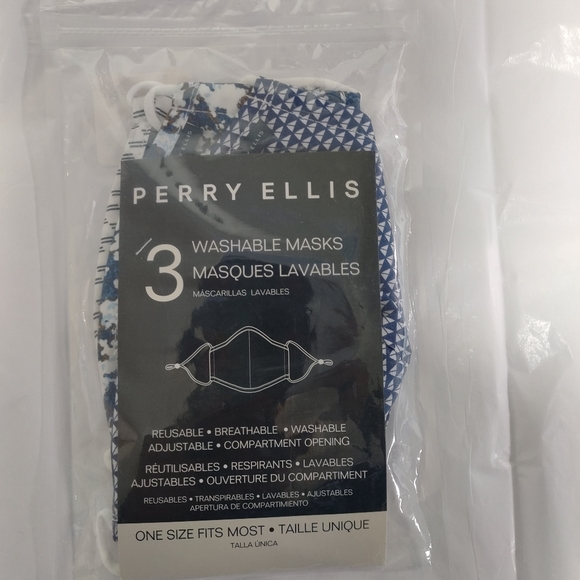 PERRY ELLIS
3 WASHABLE MASKS
MASQUES LAVABLES
MÁSCARILLAS LAVABLES
REUSABLE • BREATHABLE • WASHABLE
ADJUSTABLE • COMPARTMENT OPENING
RÉUTILISABLES • RESPIRANTS • LAVABLES
AJUSTABLES • OUVERTURE DU COMPARTIMENT
REUSABLES • TRANSPIRABLES • LAVABLES • AJUSTABLES
APERTURA DE COMPARTIMIENTO
ONE SIZE FITS MOST • TAILLE UNIQUE
TALLA ÚNICA